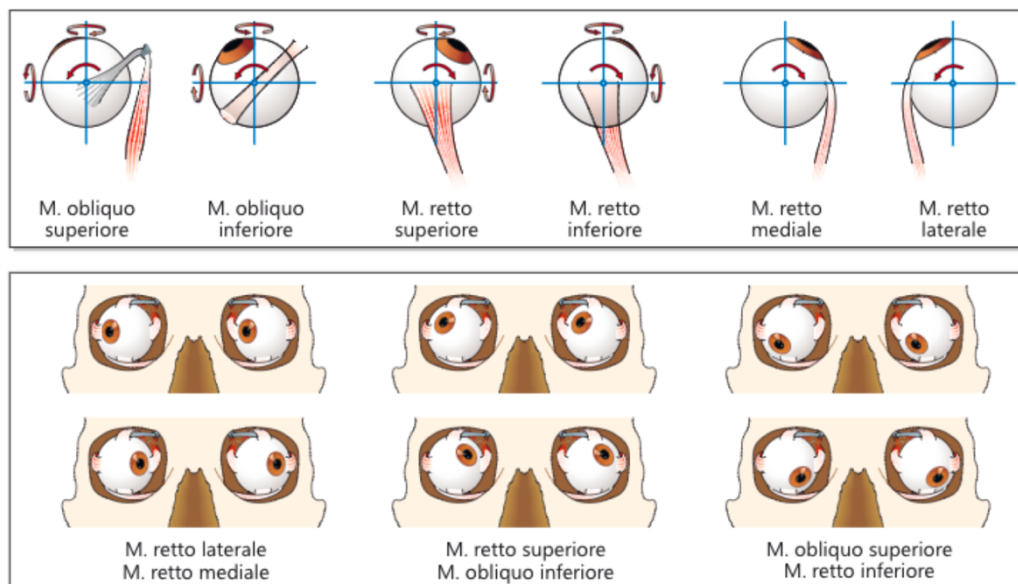 M. obliquo
superiore
M. obliquo
inferiore
M. retto
superiore
M. retto
inferiore
M. retto
mediale
M. retto
laterale
M. retto laterale
M. retto mediale
M. retto superiore
M. obliquo inferiore
M. obliquo superiore
M. retto inferiore